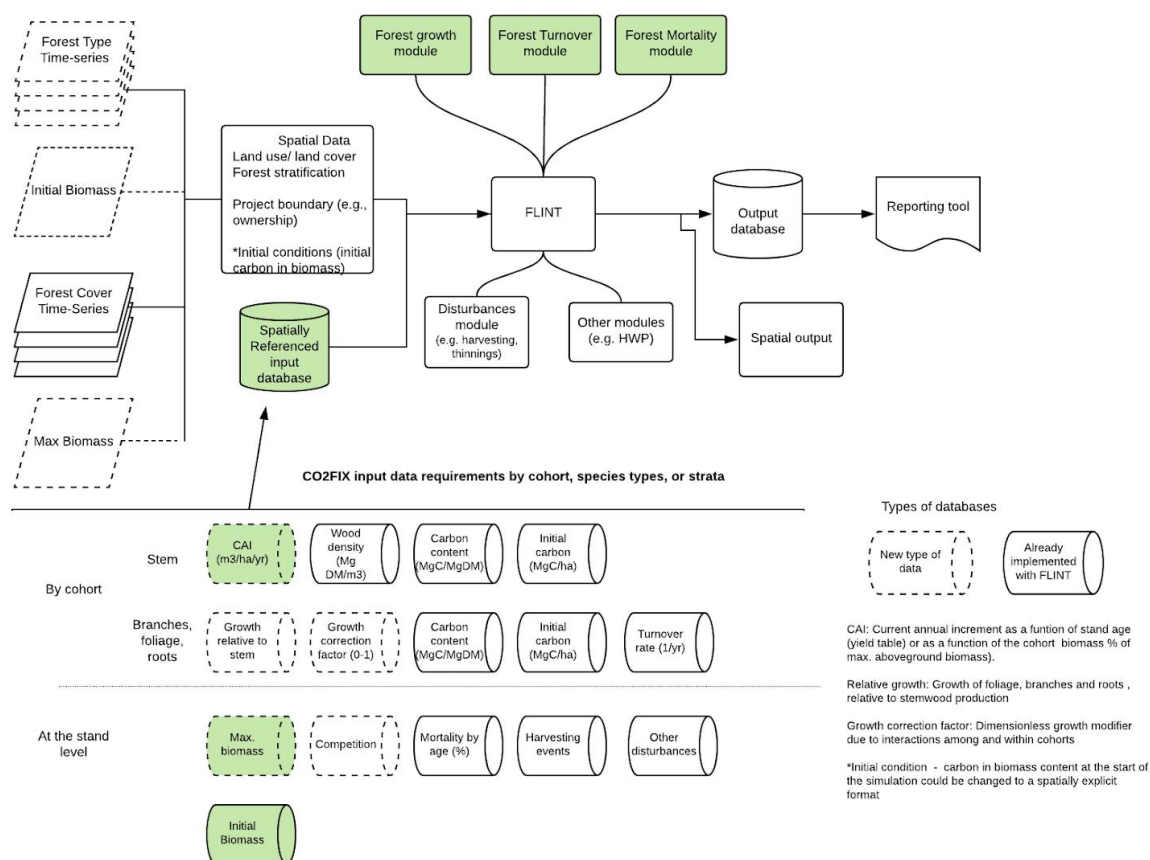 Forest Type
Time-series
Forest growth
module
Forest Turnover
module
Forest Mortality
module
Initial Biomass
Spatial Data
Land use/ land cover
Forest stratification
Project boundary (e.g.,
ownership)
*Initial conditions (initial
carbon in biomass)
FLINT
Output
database
Reporting tool
Forest Cover
Time-Series
Spatially
Referenced
input
database
Disturbances
module
(e.g. harvesting,
thinnings)
Other modules
(e.g. HWP)
Spatial output
Max Biomass
CO2FIX input data requirements by cohort, species types, or strata
By cohort
Stem
CAI
(m3/ha/yr)
Wood
density
(Mg
DM/m3)
Carbon
content
(MgC/MgDM)
Initial
carbon
(MgC/ha)
Branches,
foliage,
roots
Growth
relative to
stem
Growth
correction
factor (0-1)
Carbon
content
(MgC/MgDM)
Initial
carbon
(MgC/ha)
Turnover
rate (1/yr)
At the stand
level
Max.
biomass
Competition
Mortality by
age (%)
Harvesting
events
Other
disturbances
Initial
Biomass
Types of databases
New type of
data
Already
implemented
with FLINT
CAI: Current annual increment as a funtion of stand age
(yield table) or as a function of the cohort biomass % of
max. aboveground biomass).
Relative growth: Growth of foliage, branches and roots ,
relative to stemwood production
Growth correction factor: Dimensionless growth modifier
due to interactions among and within cohorts
*Initial condition - carbon in biomass content at the start of
the simulation could be changed to a spatially explicit
format